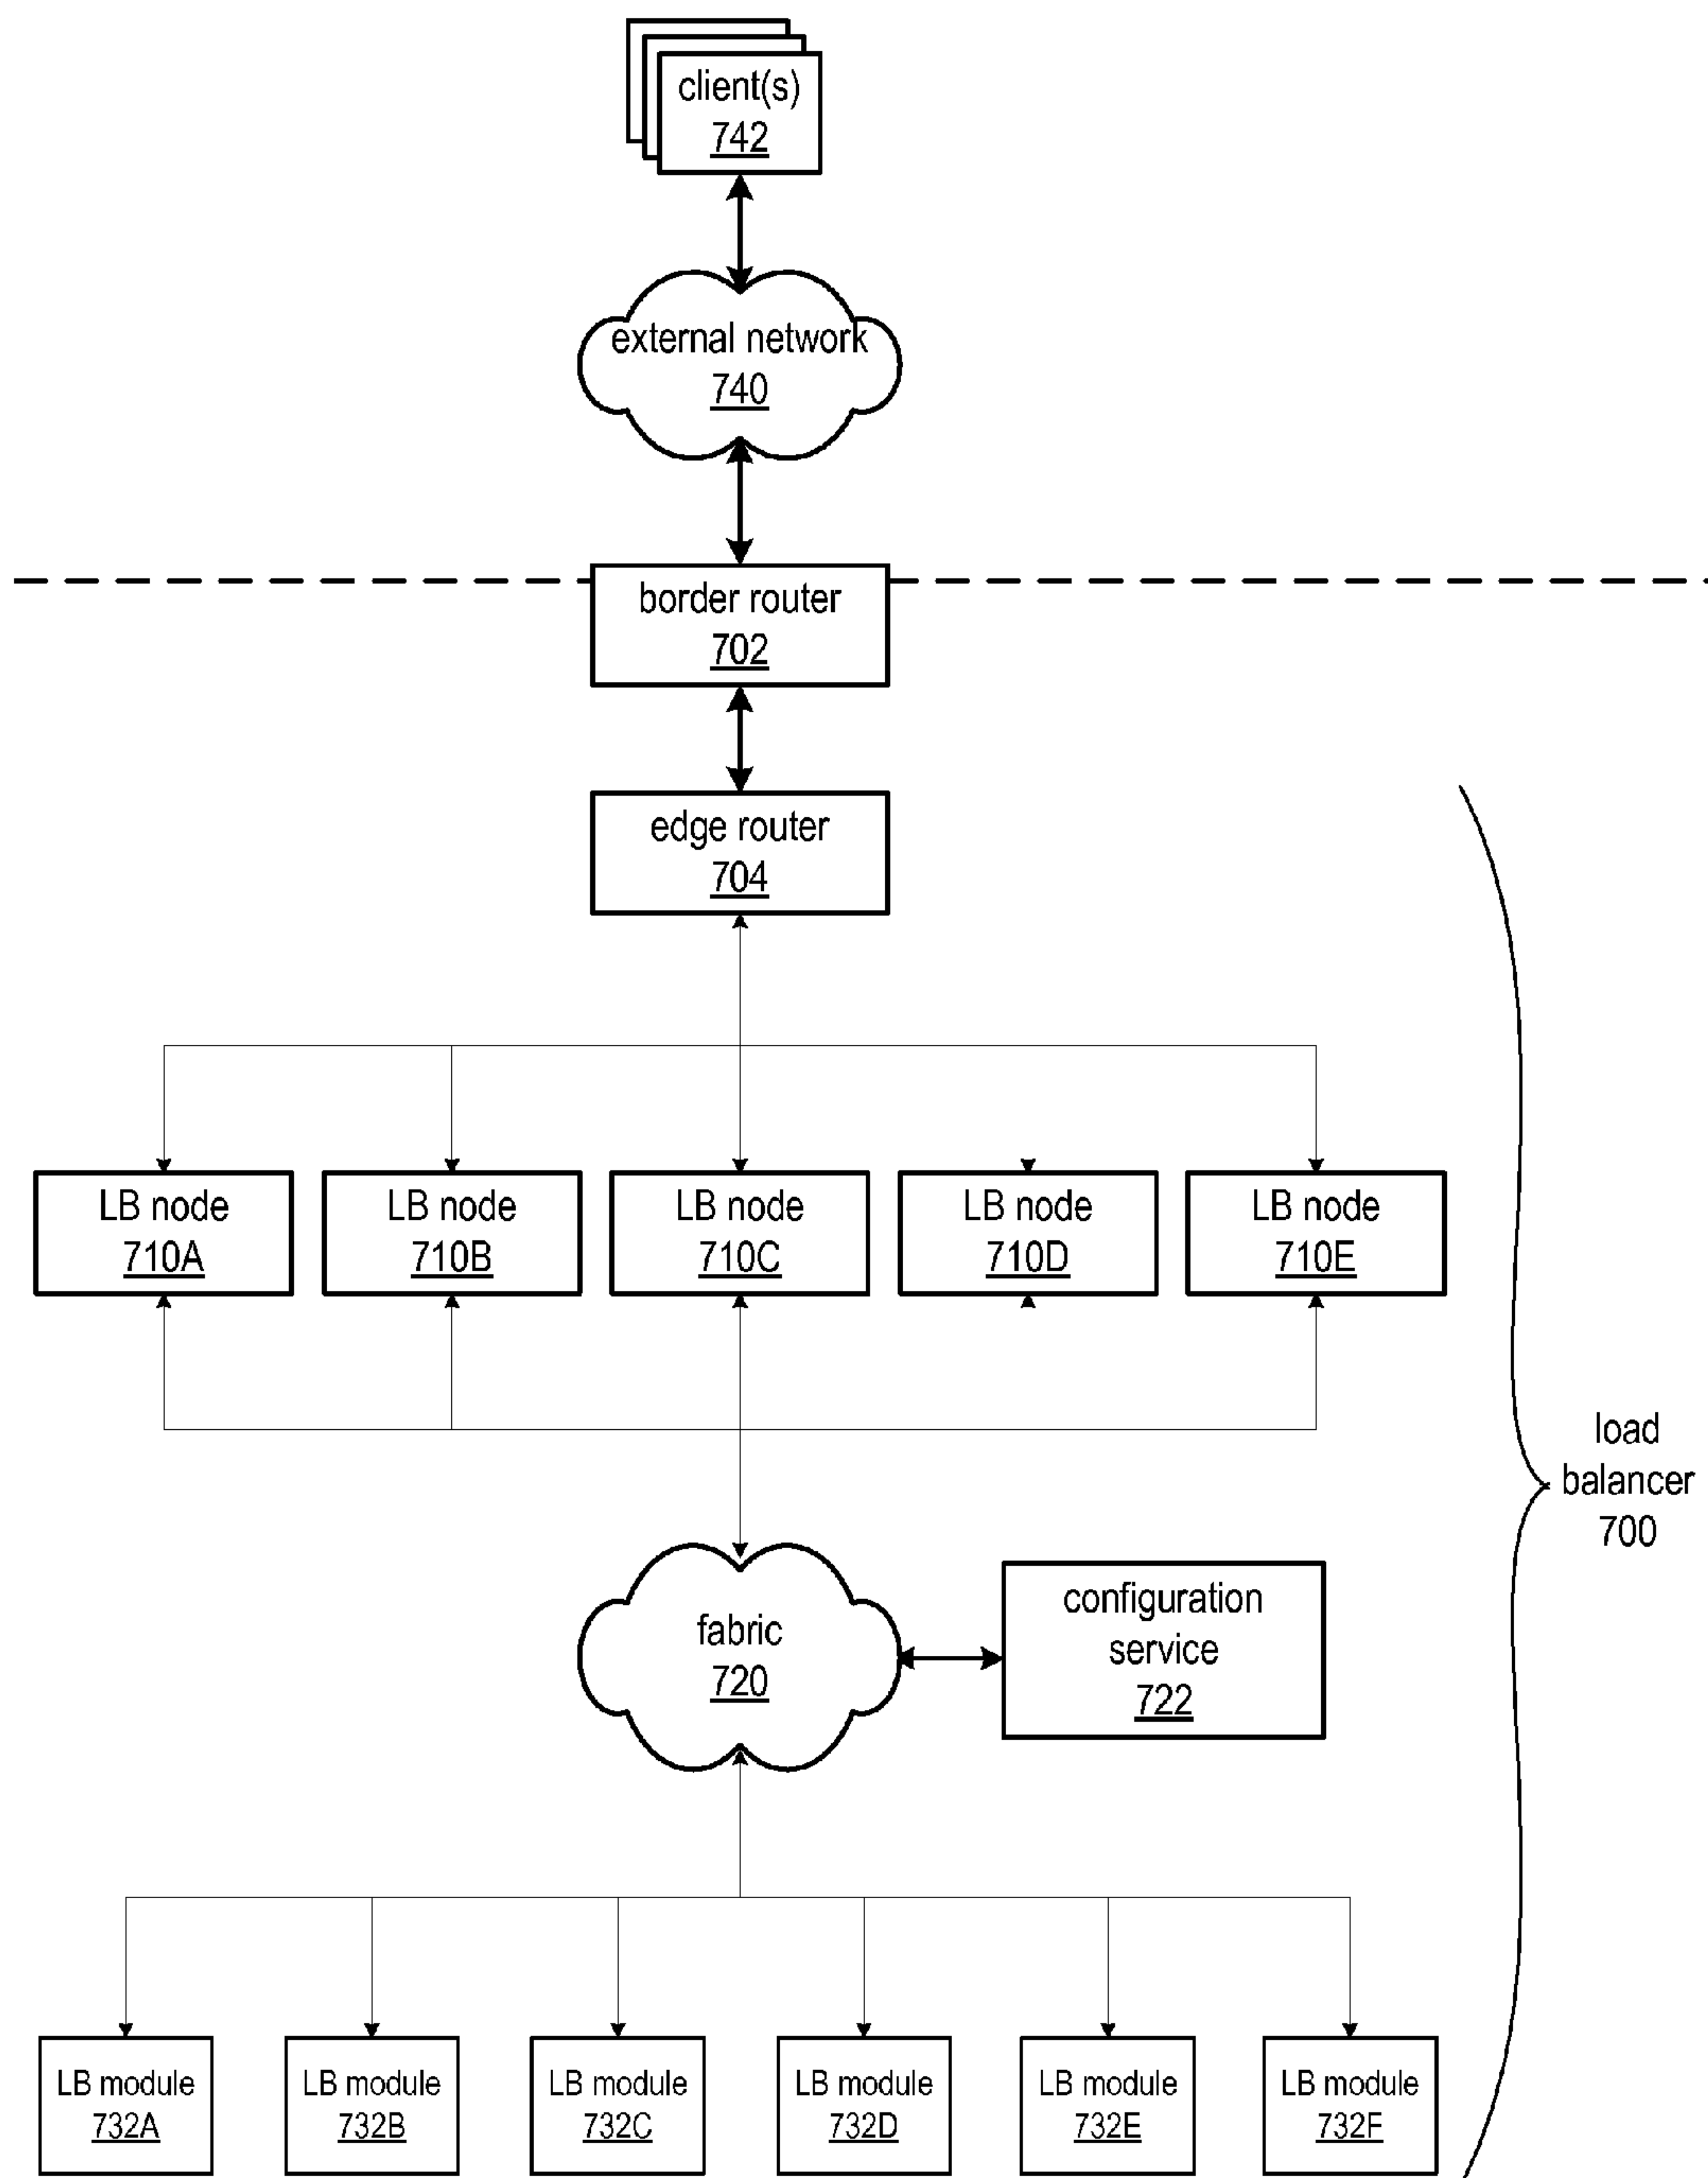 client(s)
742
external network
740
border router
702
edge router
704
LB node
710A
LB node
710B
LB node
710C
LB node
710D
LB node
710E
load
balancer
700
fabric
720
configuration
service
722
LB module
732A
LB module
732B
LB module
732C
LB module
732D
LB module
732E
LB module
732F